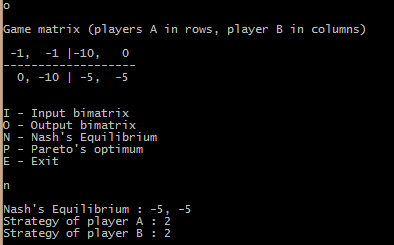 o
Game matrix (players A in rows, player B in columns)
-1, -1 |-10, 0
--------------------
0, -10 | -5, -5
I - Input bimatrix
O - Output bimatrix
N - Nash's Equilibrium
P - Pareto's optimum
E - Exit
n
Nash's Equilibrium : -5, -5
Strategy of player A : 2
Strategy of player B : 2